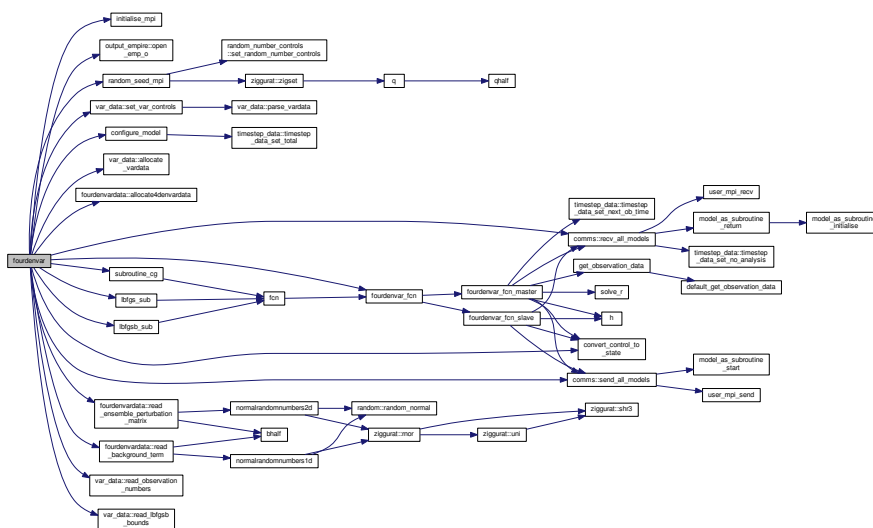 initialise_mpi
output_empire::open
_emp_o
random_number_controls
::set_random_number_controls
random_seed_mpi
ziggurat::zigset
q
qhalf
var_data::set_var_controls
var_data::parse_vardata
configure_model
timestep_data::timestep
_data_set_total
var_data::allocate
_vardata
fourdenvardata::allocate4denvardata
fourdenvar
subroutine_cg
lbfgs_sub
lbfgsb_sub
fcn
fourdenvar_fcn
fourdenvar_fcn_master
fourdenvar_fcn_slave
timestep_data::timestep
_data_set_next_ob_time
comms::recv_all_models
get_observation_data
solve_r
h
convert_control_to
_state
comms::send_all_models
user_mpi_recv
model_as_subroutine
_return
model_as_subroutine
_initialise
timestep_data::timestep
_data_set_no_analysis
default_get_observation_data
model_as_subroutine
_start
user_mpi_send
fourdenvardata::read
_ensemble_perturbation
_matrix
normalrandomnumbers2d
random::random_normal
bhalf
ziggurat::rnor
ziggurat::uni
ziggurat::shr3
fourdenvardata::read
_background_term
normalrandomnumbers1d
var_data::read_observation
_numbers
var_data::read_lbfgsb
_bounds